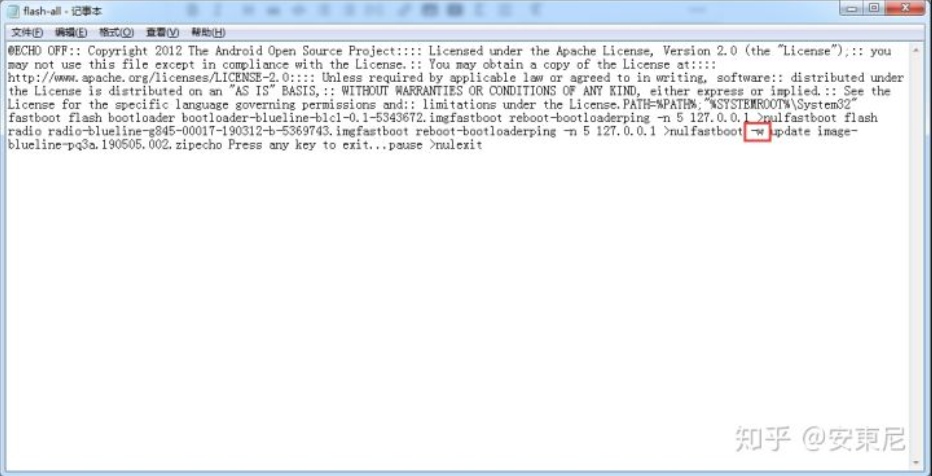 flash-all - 记事本
文件(F) 编辑(E) 格式(O) 查看(V) 帮助(H)
@ECHO OFF:: Copyright 2012 The Android Open Source Project:::: Licensed under the Apache License, Version 2.0 (the "License");:: you
may not use this file except in compliance with the License.:: You may obtain a copy of the License at::::
http://www.apache.org/licenses/LICENSE-2.0:::: Unless required by applicable law or agreed to in writing, software:: distributed under
the License is distributed on an "AS IS" BASIS,:: WITHOUT WARRANTIES OR CONDITIONS OF ANY KIND, either express or implied.:: See the
License for the specific language governing permissions and:: limitations under the License.PATH=%PATH%;"%SYSTEMROOT%\System32"
fastboot flash bootloader bootloader-blueline-b1c1-0.1-5343672.imgfastboot reboot-bootloaderping -n 5 127.0.0.1 >nulfastboot flash
radio radio-blueline-g845-00017-190312-b-5369743.imgfastboot reboot-bootloaderping -n 5 127.0.0.1 >nulfastboot -w update image-
blueline-pq3a.190505.002.zipecho Press any key to exit...pause >nulexit
知乎 @安東尼